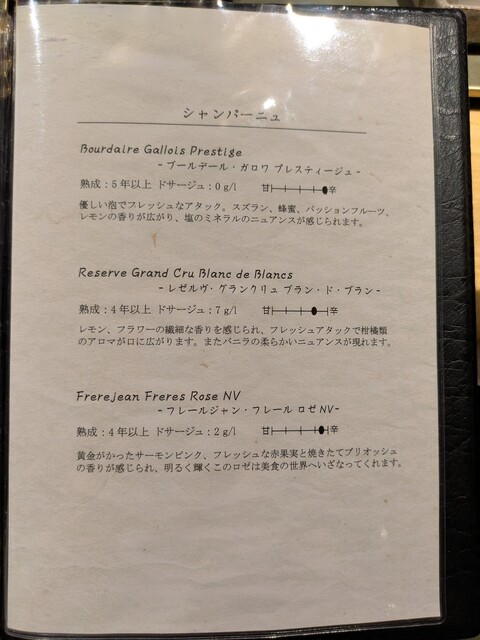 シャンパーニュ
Bourdaire Gallois Prestige
- ブールデール・ガロワ プレスティージュ -
熟成：5年以上 ドサージュ：0 g/l 甘 辛
優しい泡でフレッシュなアタック。スズラン、蜂蜜、パッションフルーツ、
レモンの香りが広がり、塩のミネラルのニュアンスが感じられます。
Reserve Grand Cru Blanc de Blancs
- レゼルヴ・グランクリュ ブラン・ド・ブラン -
熟成：4年以上 ドサージュ：7 g/l 甘 辛
レモン、フラワーの繊細な香りを感じられ、フレッシュアタックで柑橘類
のアロマが口に広がります。またバニラの柔らかいニュアンスが現れます。
Frerejean Freres Rose NV
- フレールジャン・フレール ロゼ NV -
熟成：4年以上 ドサージュ：2 g/l 甘 辛
黄金がかったサーモンピンク、フレッシュな赤果実と焼きたてブリオッシュ
の香りが感じられ、明るく輝くこのロゼは美食の世界へいざなってくれます。